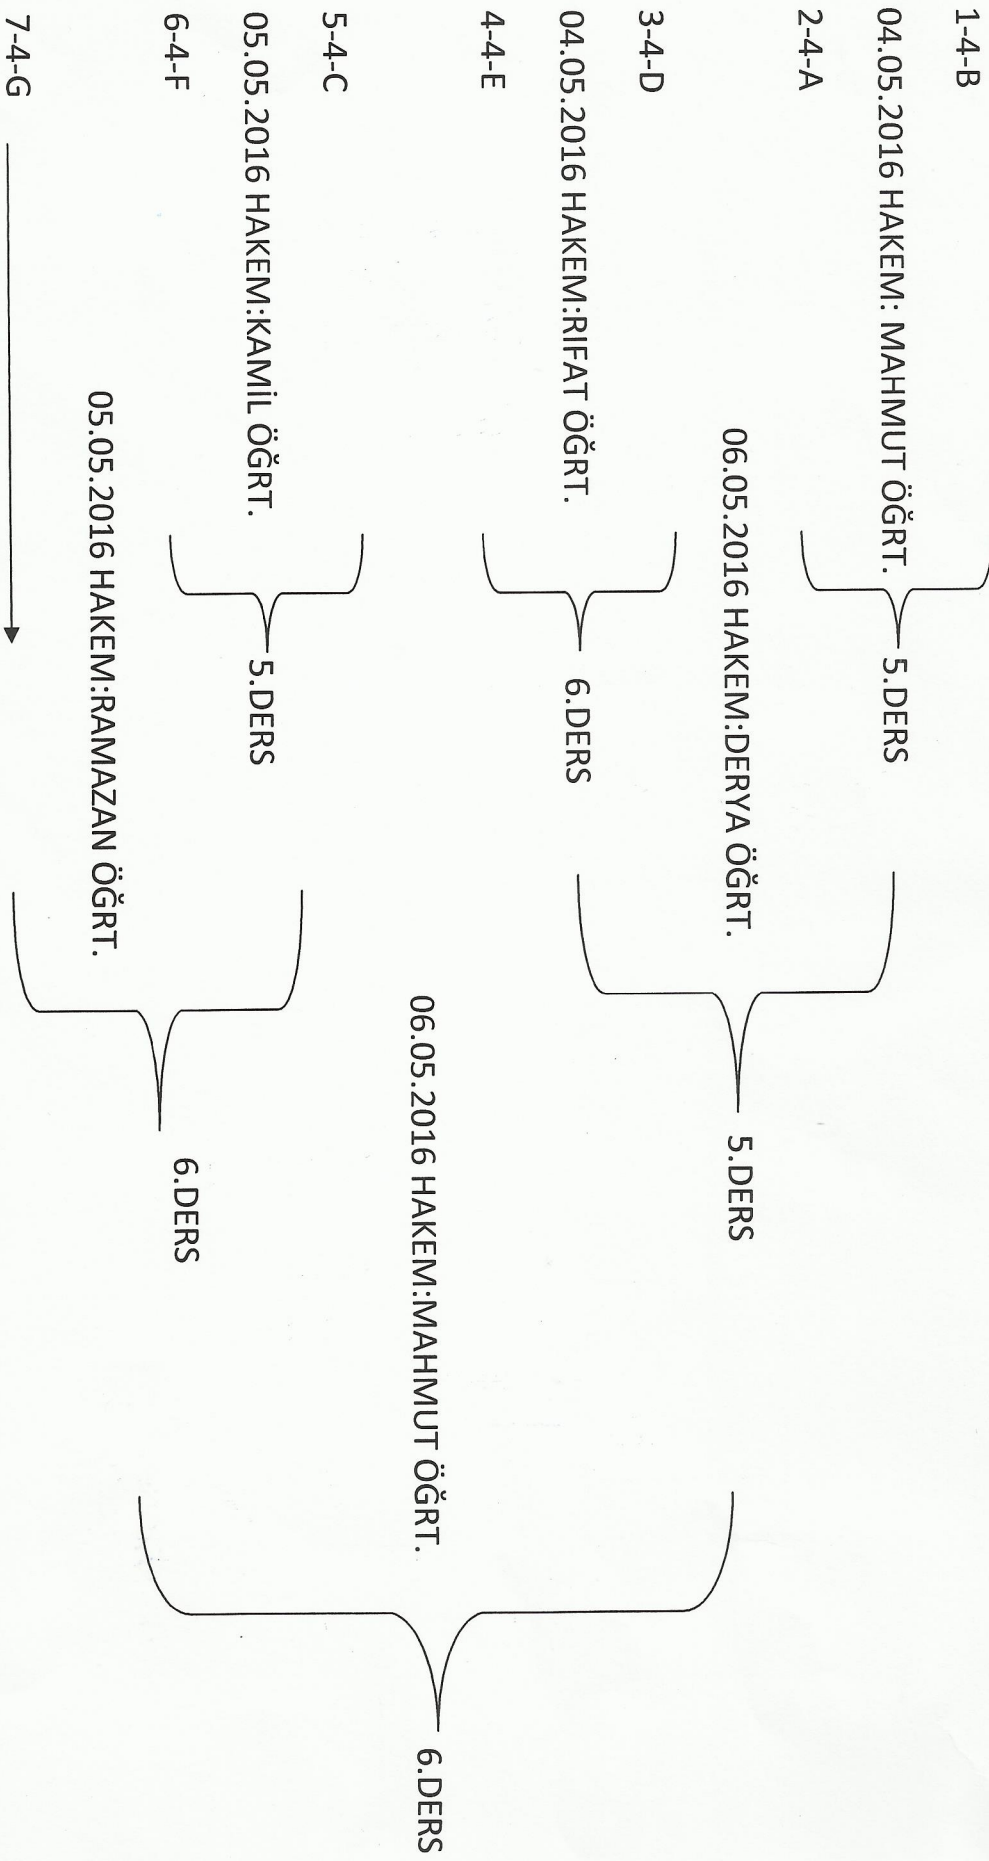 1-4-B
04.05.2016 HAKEM: MAHMUT ÖĞRT.
5.DERS
2-4-A
06.05.2016 HAKEM:DERYA ÖĞRT.
5.DERS
3-4-D
04.05.2016 HAKEM:RIFAT ÖĞRT.
6.DERS
4-4-E
06.05.2016 HAKEM:MAHMUT ÖĞRT.
6.DERS
5-4-C
05.05.2016 HAKEM:KAMİL ÖĞRT.
5.DERS
6-4-F
05.05.2016 HAKEM:RAMAZAN ÖĞRT.
6.DERS
7-4-G